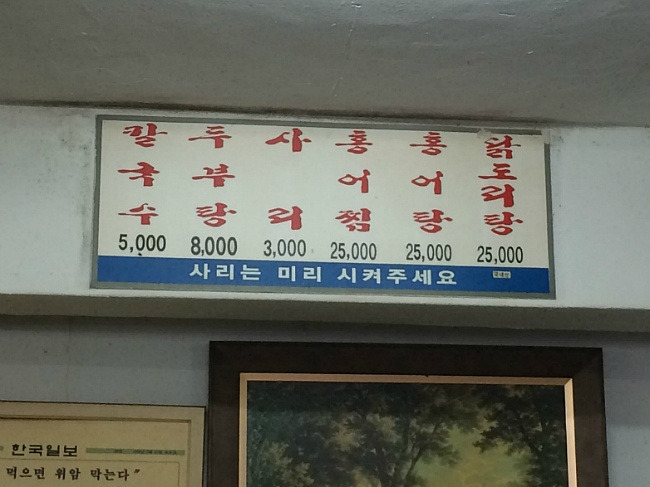 칼국수 두부탕 사리 홍어찜 홍어탕 닭도리탕
5,000 8,000 3,000 25,000 25,000 25,000
사리는 미리 시켜주세요
한국일보
먹으면 위암 막는다"